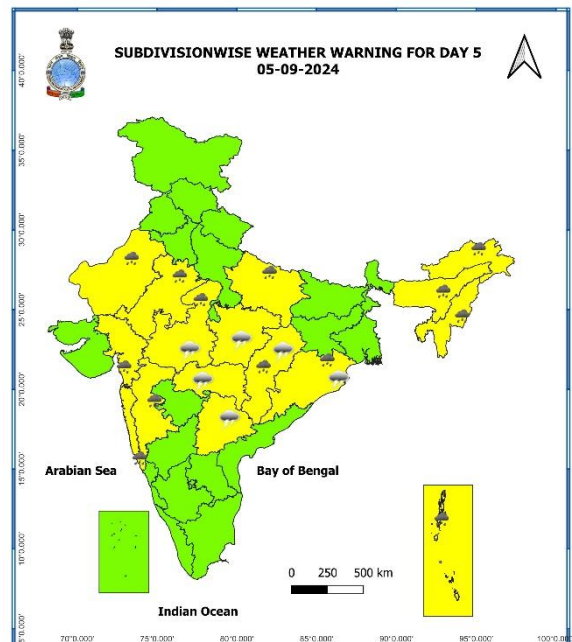 SUBDIVISIONWISE WEATHER WARNING FOR DAY 5
05-09-2024
40°0.000'
35°0.000'
30°0.000'
25°0.000'
20°0.000'
15°0.000'
10°0.000'
5°0.000'
Arabian Sea
Bay of Bengal
0 250 500 km
Indian Ocean
70°0.000' 75°0.000' 80°0.000' 85°0.000' 90°0.000' 95°0.000' 100°0.000'